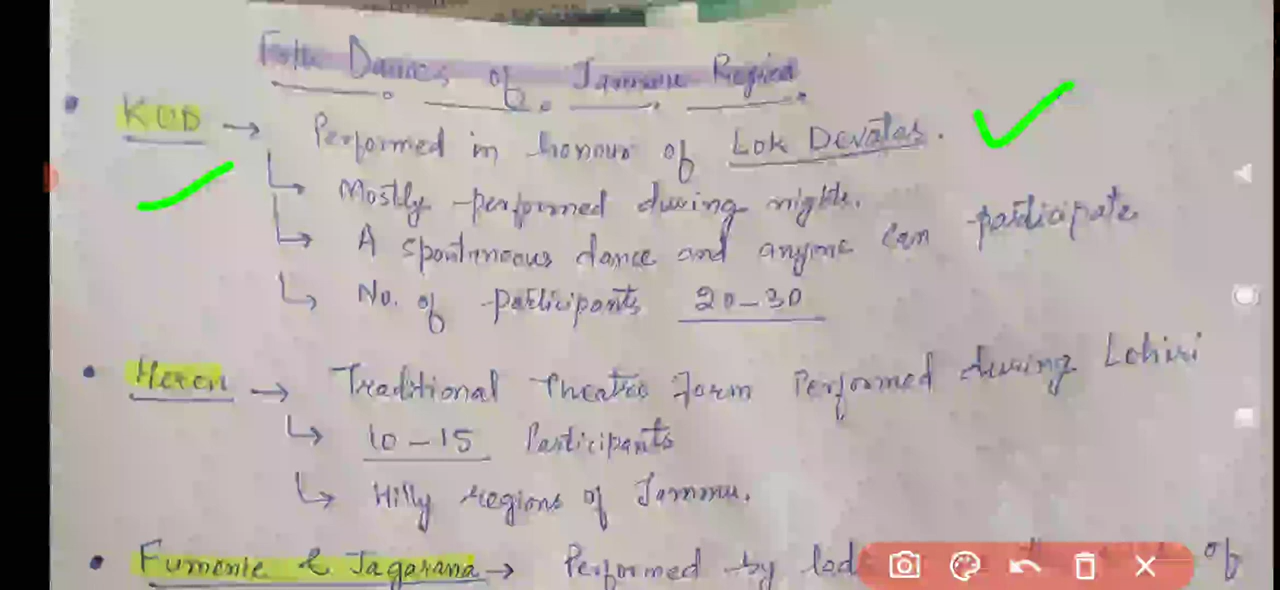 Folk Dances of Jammu Region
• KUD → Performed in honour of Lok Devatas.
↳ Mostly performed during nights.
↳ A spontaneous dance and anyone can participate
↳ No. of participants 20-30
• Heren → Traditional Theatre form Performed during Lohiri
↳ 10-15 Participants
↳ Hilly regions of Jammu.
• Fumenie & Jagarana → Performed by of